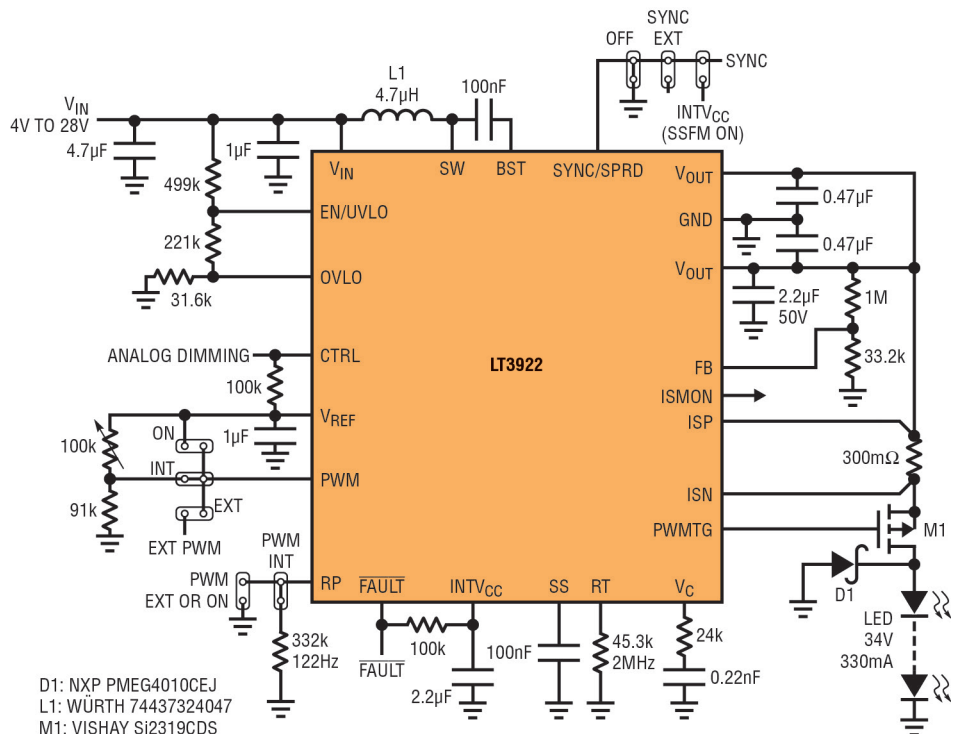 SYNC
OFF EXT
SYNC
INTVCC
(SSFM ON)
L1
4.7µH
100nF
VIN
4V TO 28V
4.7µF
1µF
499k
221k
31.6k
VIN
SW
BST
SYNC/SPRD
VOUT
0.47µF
GND
0.47µF
VOUT
2.2µF
50V
1M
33.2k
EN/UVLO
OVLO
ANALOG DIMMING
CTRL
100k
LT3922
FB
ISMON
ISP
VREF
1µF
100k
ON
INT
PWM
91k
EXT
EXT PWM
300mΩ
ISN
PWMTG
M1
D1
PWM
INT
PWM
EXT OR ON
RP
FAULT
INTVCC
SS
RT
VC
332k
122Hz
FAULT
100k
2.2µF
100nF
45.3k
2MHz
24k
0.22nF
LED
34V
330mA
D1: NXP PMEG4010CEJ
L1: WÜRTH 74437324047
M1: VISHAY Si2319CDS